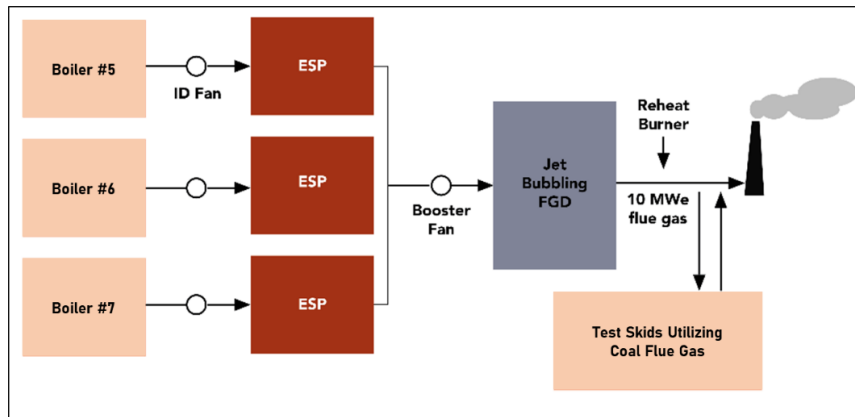 Boiler #5
ID Fan
ESP
Boiler #6
ESP
Boiler #7
ESP
Booster
Fan
Jet
Bubbling
FGD
Reheat
Burner
10 MWe
flue gas
Test Skids Utilizing
Coal Flue Gas